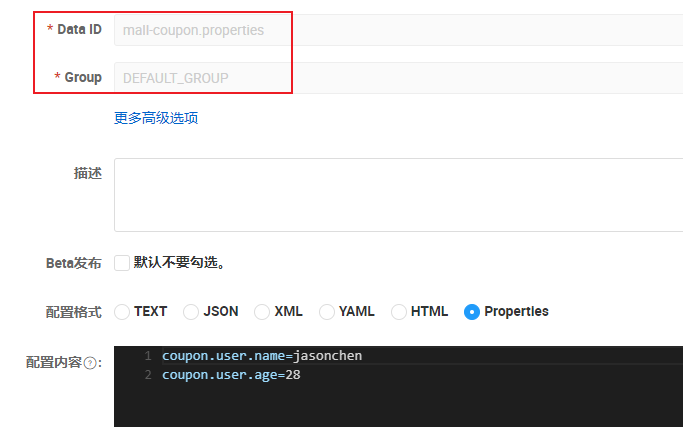 * Data ID mall-coupon.properties
* Group DEFAULT_GROUP
更多高级选项
描述
Beta发布 默认不要勾选。
配置格式 TEXT JSON XML YAML HTML Properties
配置内容?: 1 coupon.user.name=jasonchen
2 coupon.user.age=28